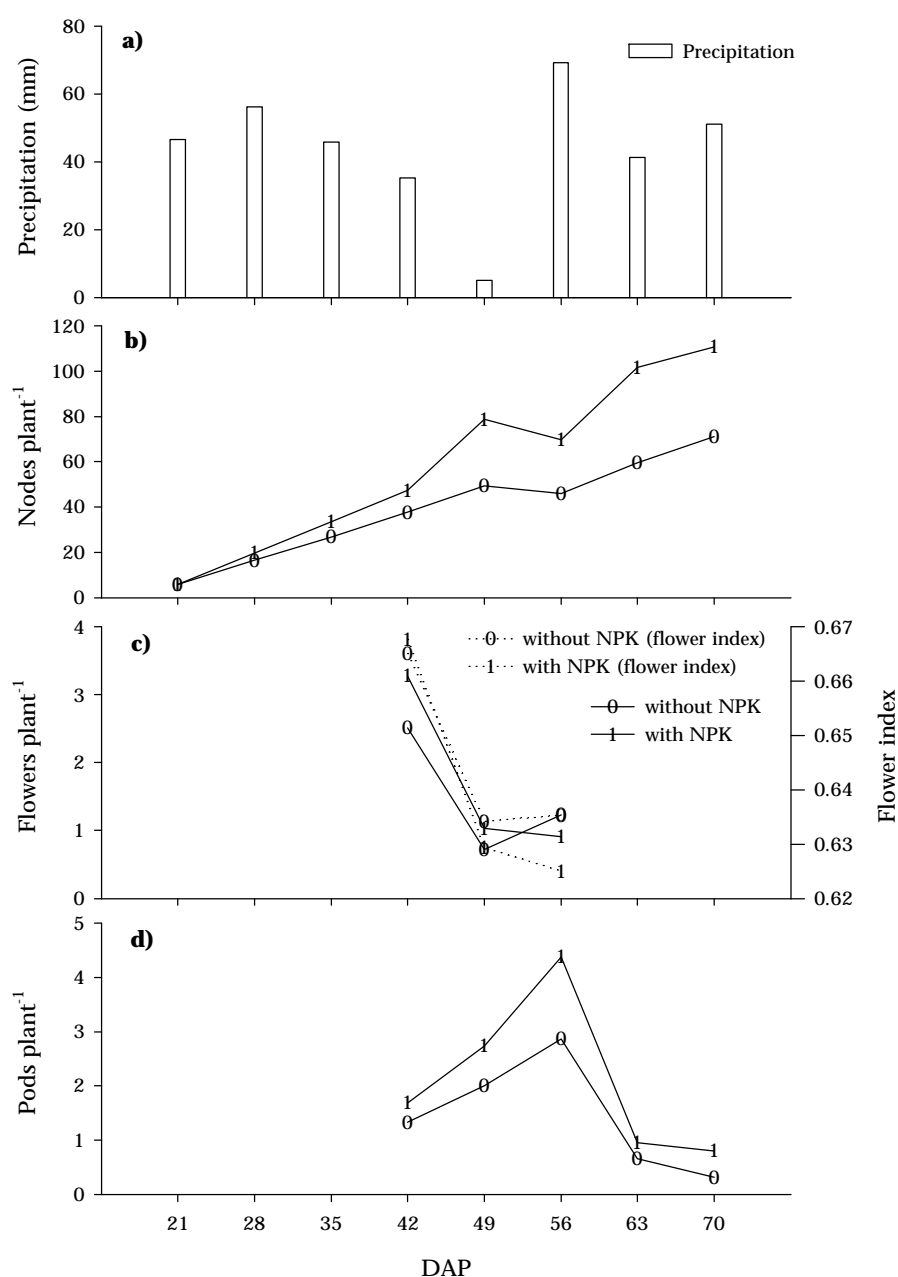 a)
Precipitation
Precipitation (mm)
80
60
40
20
0
b)
Nodes plant⁻¹
120
100
80
60
40
20
0
c)
0 without NPK (flower index)
1 with NPK (flower index)
0 without NPK
1 with NPK
Flowers plant⁻¹
4
3
2
1
0
Flower index
0.67
0.66
0.65
0.64
0.63
0.62
d)
Pods plant⁻¹
5
4
3
2
1
0
21 28 35 42 49 56 63 70
DAP